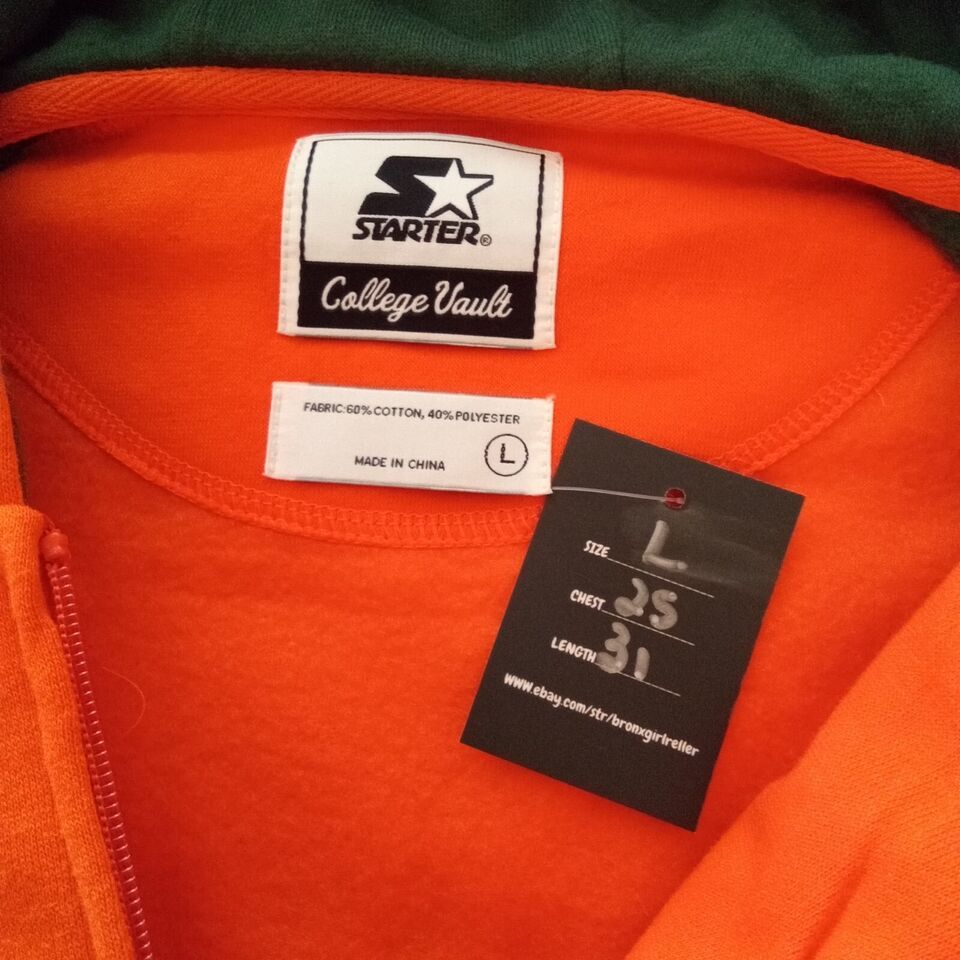 STARTER®
College Vault
FABRIC:60% COTTON, 40% POLYESTER
MADE IN CHINA
L
SIZE L
CHEST 25
LENGTH 31
www.ebay.com/str/bronxgirlreller